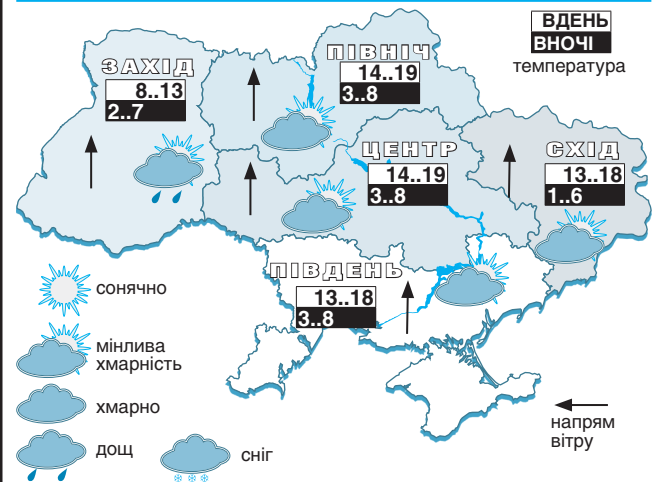 ВДЕНЬ
ВНОЧІ
температура
ЗАХІД
8..13
2..7
ПІВНІЧ
14..19
3..8
ЦЕНТР
14..19
3..8
СХІД
13..18
1..6
ПІВДЕНЬ
13..18
3..8
сонячно
мінлива
хмарність
хмарно
дощ
сніг
напрям
вітру